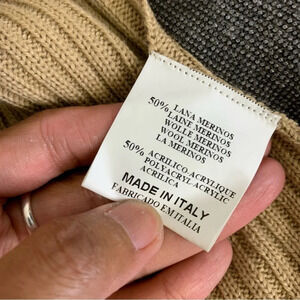 50% LANA MERINOS
LAINE MERINOS
WOLLE MERINOS
WOOL MERINOS
LA MERINOS
50% ACRILICO, ACRYLIQUE
POLYACRYL, ACRYLIC
ACRILICA
MADE IN ITALY
FABRICADO EM ITALIA